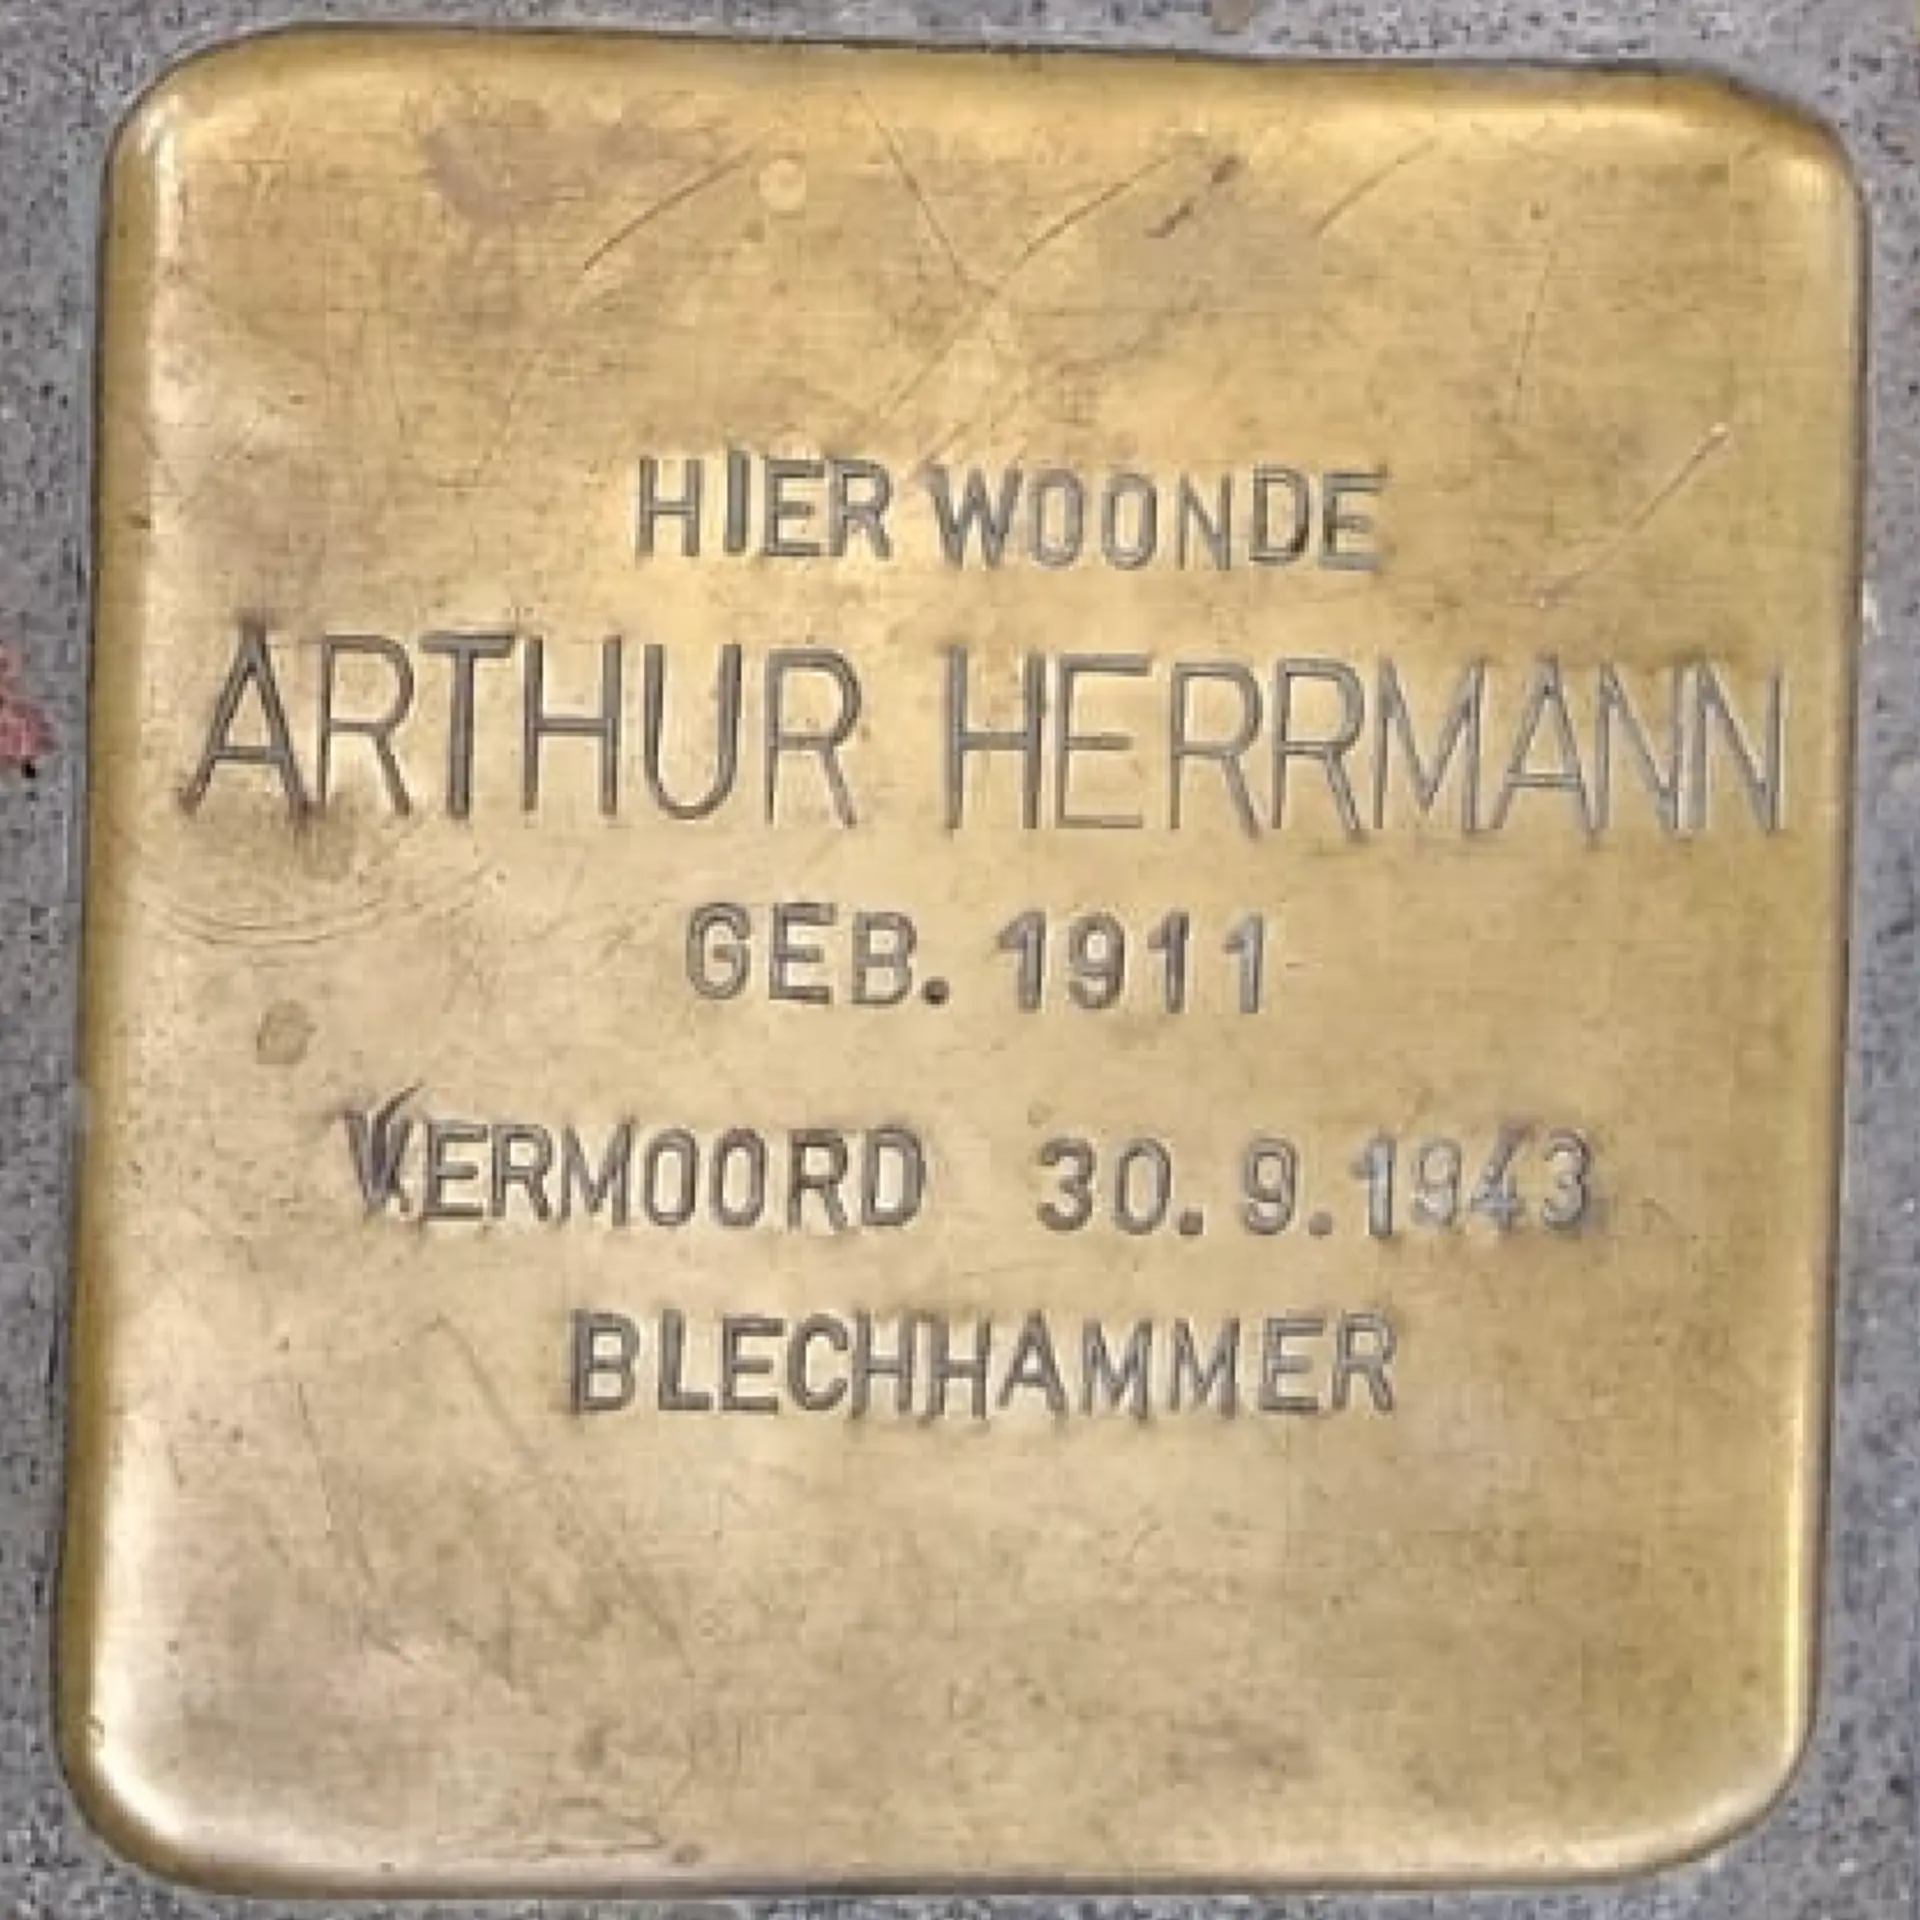 HIER WOONDE
ARTHUR HERRMANN
GEB. 1911
VERMOORD 30.9.1943
BLECHHAMMER